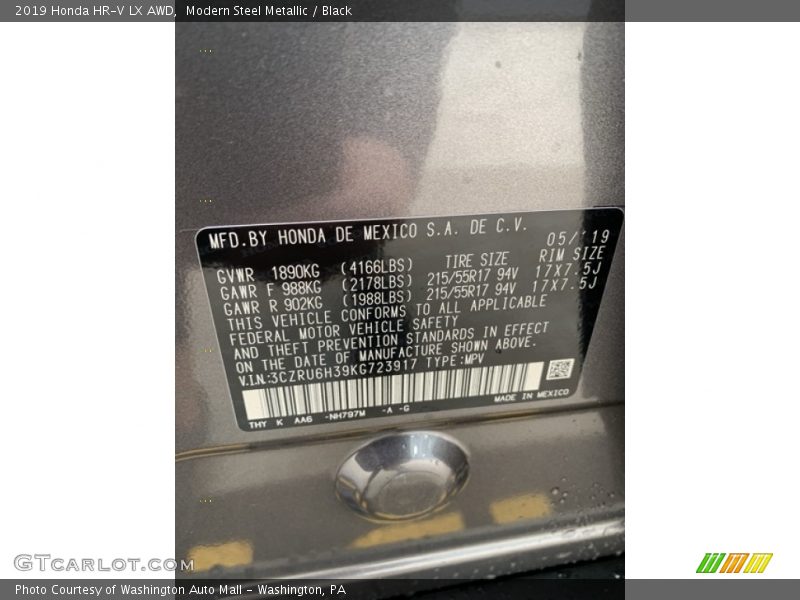 2019 Honda HR-V LX AWD, Modern Steel Metallic / Black
MFD.BY HONDA DE MEXICO S.A. DE C.V. 05/'19
GVWR 1890KG (4166LBS) TIRE SIZE RIM SIZE
GAWR F 988KG (2178LBS) 215/55R17 94V 17X7.5J
GAWR R 902KG (1988LBS) 215/55R17 94V 17X7.5J
THIS VEHICLE CONFORMS TO ALL APPLICABLE
FEDERAL MOTOR VEHICLE SAFETY
AND THEFT PREVENTION STANDARDS IN EFFECT
ON THE DATE OF MANUFACTURE SHOWN ABOVE.
V.I.N:3CZRU6H39KG723917 TYPE:MPV
THY K AA6 -NH797M -A -G MADE IN MEXICO
GTCARLOT.COM
Photo Courtesy of Washington Auto Mall - Washington, PA